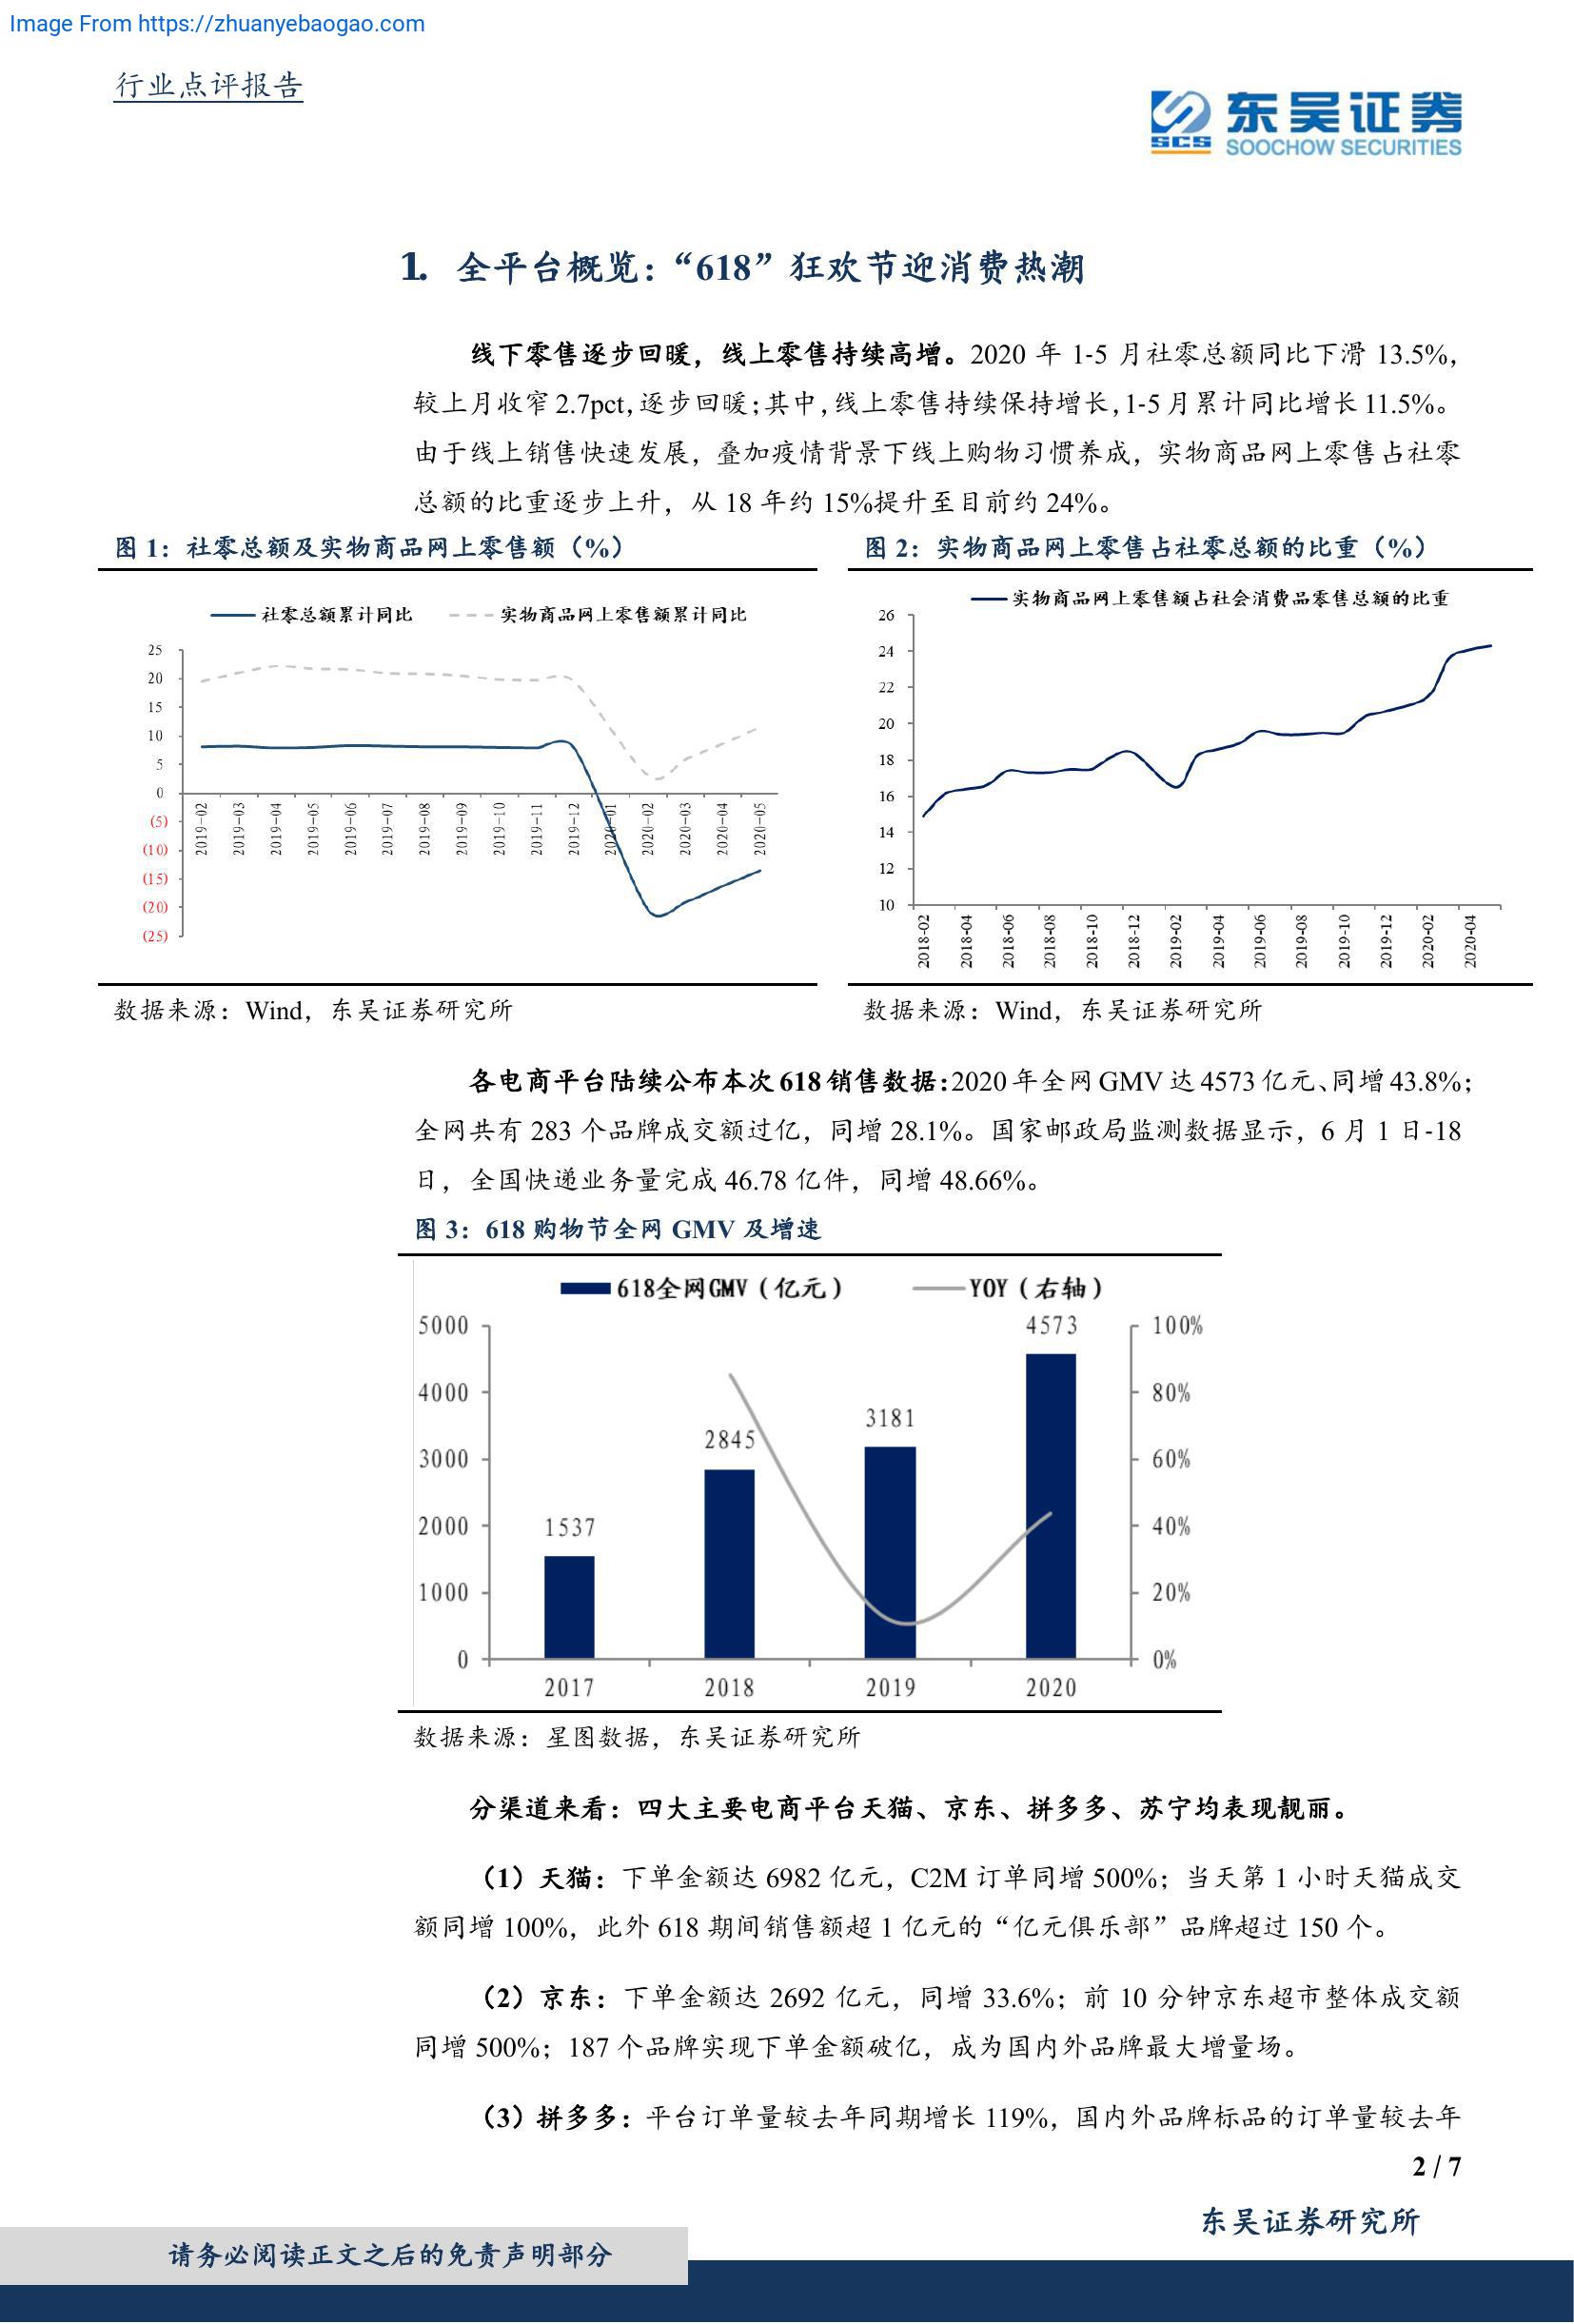 Image From https://zhuanyebaogao.com
行业点评报告
SCS
东吴证券
SOOCHOW SECURITIES
1. 全平台概览：“618”狂欢节迎消费热潮
线下零售逐步回暖，线上零售持续高增。2020 年 1-5 月社零总额同比下滑 13.5%，
较上月收窄 2.7pct，逐步回暖；其中，线上零售持续保持增长，1-5 月累计同比增长 11.5%。
由于线上销售快速发展，叠加疫情背景下线上购物习惯养成，实物商品网上零售占社零
总额的比重逐步上升，从 18 年约 15%提升至目前约 24%。
图 1：社零总额及实物商品网上零售额（%）
社零总额累计同比 实物商品网上零售额累计同比
25
20
15
10
5
0
(5)
(10)
(15)
(20)
(25)
2019-02 2019-03 2019-04 2019-05 2019-06 2019-07 2019-08 2019-09 2019-10 2019-11 2019-12 2020-01 2020-02 2020-03 2020-04 2020-05
数据来源：Wind，东吴证券研究所
图 2：实物商品网上零售占社零总额的比重（%）
实物商品网上零售额占社会消费品零售总额的比重
26
24
22
20
18
16
14
12
10
2018-02 2018-04 2018-06 2018-08 2018-10 2018-12 2019-02 2019-04 2019-06 2019-08 2019-10 2019-12 2020-02 2020-04
数据来源：Wind，东吴证券研究所
各电商平台陆续公布本次 618 销售数据：2020 年全网 GMV 达 4573 亿元、同增 43.8%；
全网共有 283 个品牌成交额过亿，同增 28.1%。国家邮政局监测数据显示，6 月 1 日-18
日，全国快递业务量完成 46.78 亿件，同增 48.66%。
图 3：618 购物节全网 GMV 及增速
618全网GMV（亿元） YOY（右轴）
5000
4000
3000
2000
1000
0
1537
2845
3181
4573
100%
80%
60%
40%
20%
0%
2017 2018 2019 2020
数据来源：星图数据，东吴证券研究所
分渠道来看：四大主要电商平台天猫、京东、拼多多、苏宁均表现靓丽。
（1）天猫：下单金额达 6982 亿元，C2M 订单同增 500%；当天第 1 小时天猫成交
额同增 100%，此外 618 期间销售额超 1 亿元的“亿元俱乐部”品牌超过 150 个。
（2）京东：下单金额达 2692 亿元，同增 33.6%；前 10 分钟京东超市整体成交额
同增 500%；187 个品牌实现下单金额破亿，成为国内外品牌最大增量场。
（3）拼多多：平台订单量较去年同期增长 119%，国内外品牌标品的订单量较去年
2 / 7
东吴证券研究所
请务必阅读正文之后的免责声明部分